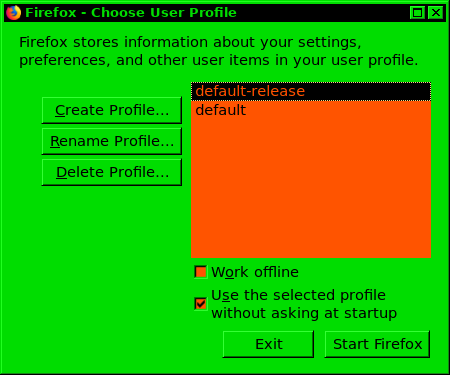 Firefox - Choose User Profile
Firefox stores information about your settings,
preferences, and other user items in your user profile.
Create Profile...
Rename Profile...
Delete Profile...
default-release
default
Work offline
Use the selected profile
without asking at startup
Exit
Start Firefox